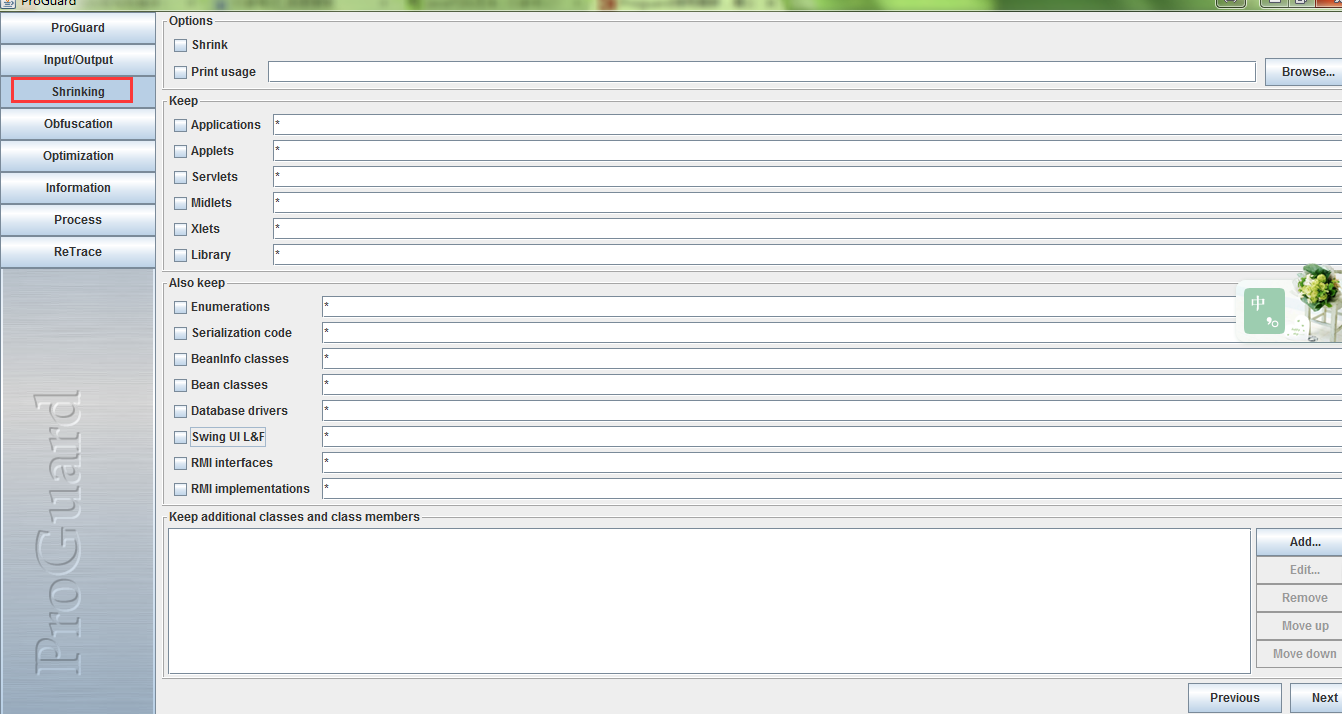 ProGuard
ProGuard
Input/Output
Shrinking
Obfuscation
Optimization
Information
Process
ReTrace
ProGuard
Options
Shrink
Print usage
Browse...
Keep
Applications *
Applets *
Servlets *
Midlets *
Xlets *
Library *
Also keep
Enumerations *
Serialization code *
BeanInfo classes *
Bean classes *
Database drivers *
Swing UI L&F *
RMI interfaces *
RMI implementations *
中
Keep additional classes and class members
Add...
Edit...
Remove
Move up
Move down
Previous
Next